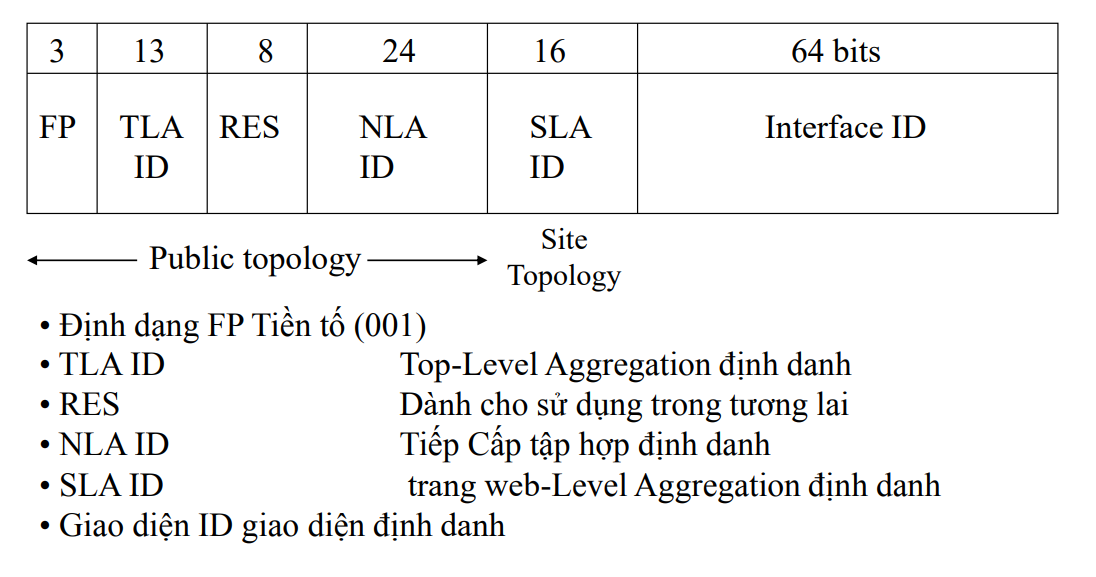 3 13 8 24 16 64 bits
FP TLA RES NLA SLA Interface ID
ID ID ID
Site
Public topology
Topology
• Định dạng FP Tiền tố (001)
• TLA ID Top-Level Aggregation định danh
• RES Dành cho sử dụng trong tương lai
• NLA ID Tiếp Cấp tập hợp định danh
• SLA ID trang web-Level Aggregation định danh
• Giao diện ID giao diện định danh